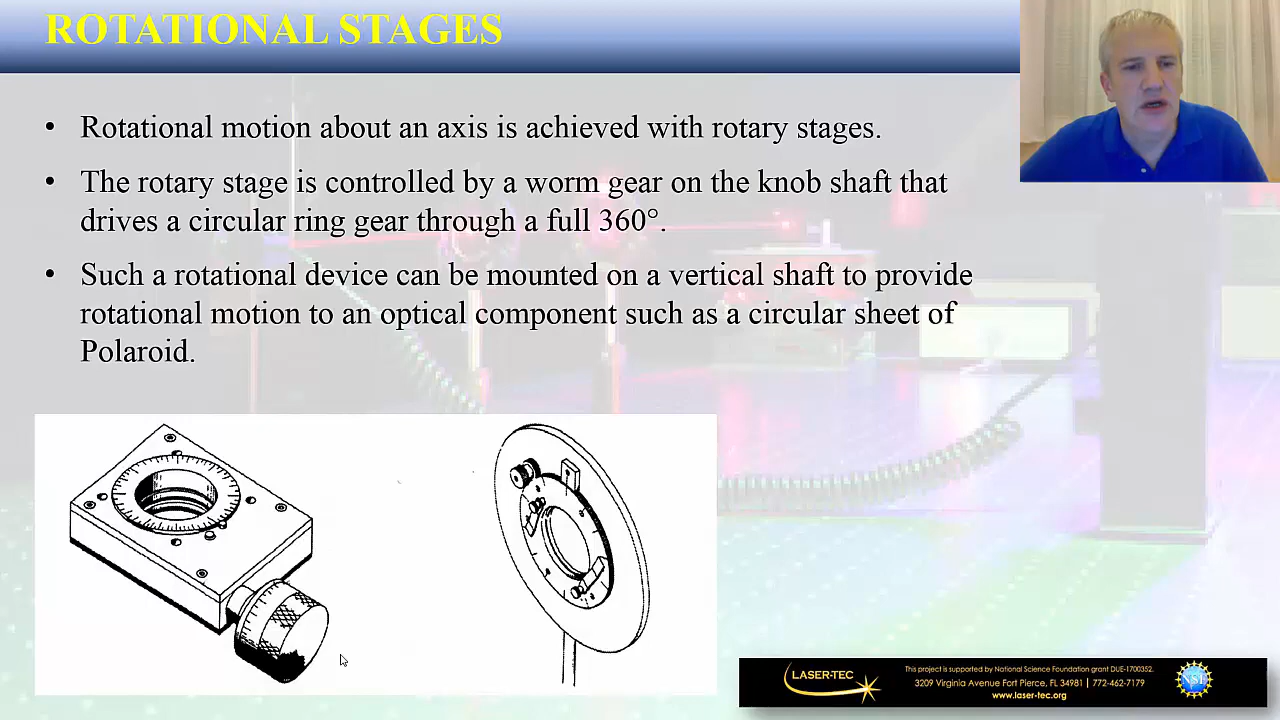 ROTATIONAL STAGES
• Rotational motion about an axis is achieved with rotary stages.
• The rotary stage is controlled by a worm gear on the knob shaft that
drives a circular ring gear through a full 360°.
• Such a rotational device can be mounted on a vertical shaft to provide
rotational motion to an optical component such as a circular sheet of
Polaroid.
LASER-TEC
This project is supported by National Science Foundation grant DUE-1700352.
3209 Virginia Avenue Fort Pierce, FL 34981 | 772-462-7179
www.laser-tec.org
NSF